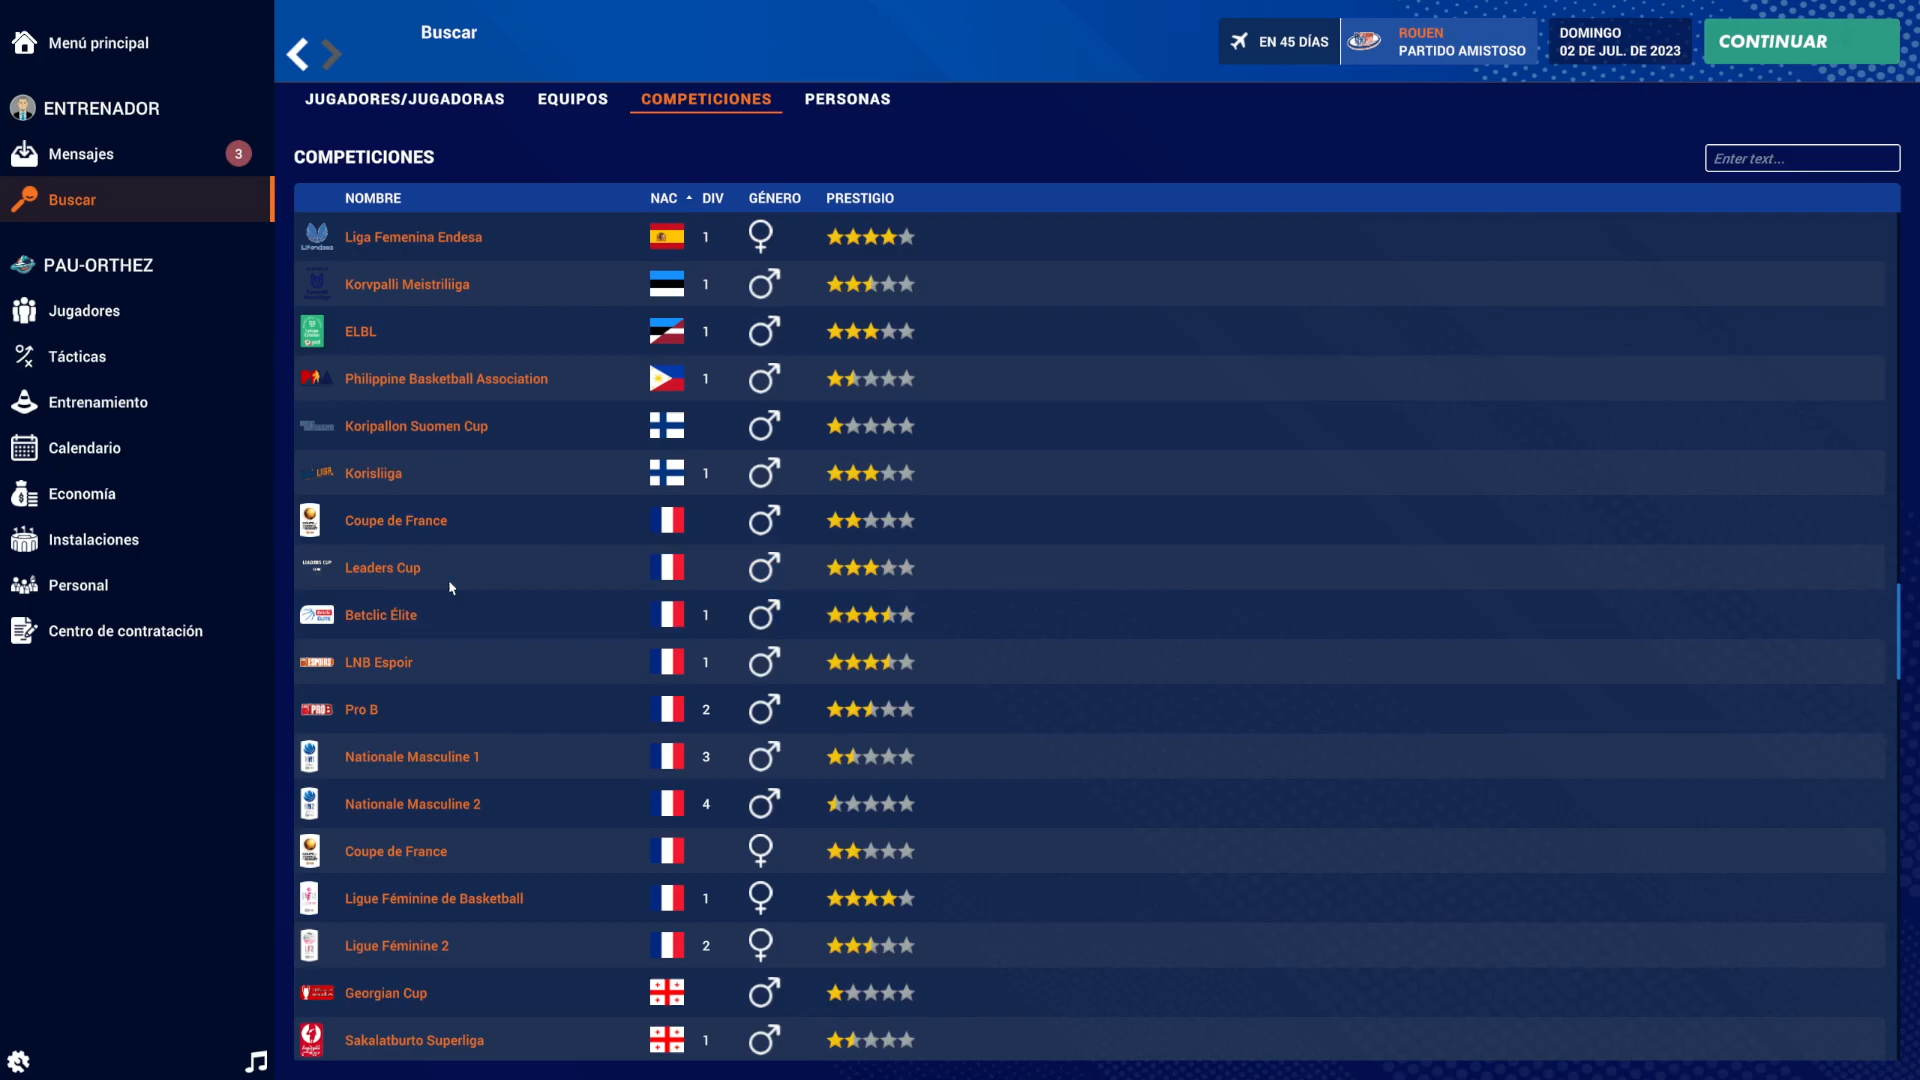 Menú principal
ENTRENADOR
Mensajes 3
Buscar
PAU-ORTHEZ
Jugadores
Tácticas
Entrenamiento
Calendario
Economía
Instalaciones
Personal
Centro de contratación
Buscar
EN 45 DÍAS
ROUEN
PARTIDO AMISTOSO
DOMINGO
02 DE JUL. DE 2023
CONTINUAR
JUGADORES/JUGADORAS EQUIPOS COMPETICIONES PERSONAS
COMPETICIONES
Enter text...
NOMBRE NAC DIV GÉNERO PRESTIGIO
Liga Femenina Endesa 1
Korvpalli Meistriliiga 1
ELBL 1
Philippine Basketball Association 1
Koripallon Suomen Cup
Korisliiga 1
Coupe de France
LEADERS CUP Leaders Cup
Betclic Élite 1
LNB Espoir 1
PROB Pro B 2
Nationale Masculine 1 3
Nationale Masculine 2 4
Coupe de France
Ligue Féminine de Basketball 1
Ligue Féminine 2 2
Georgian Cup
Sakalatburto Superliga 1